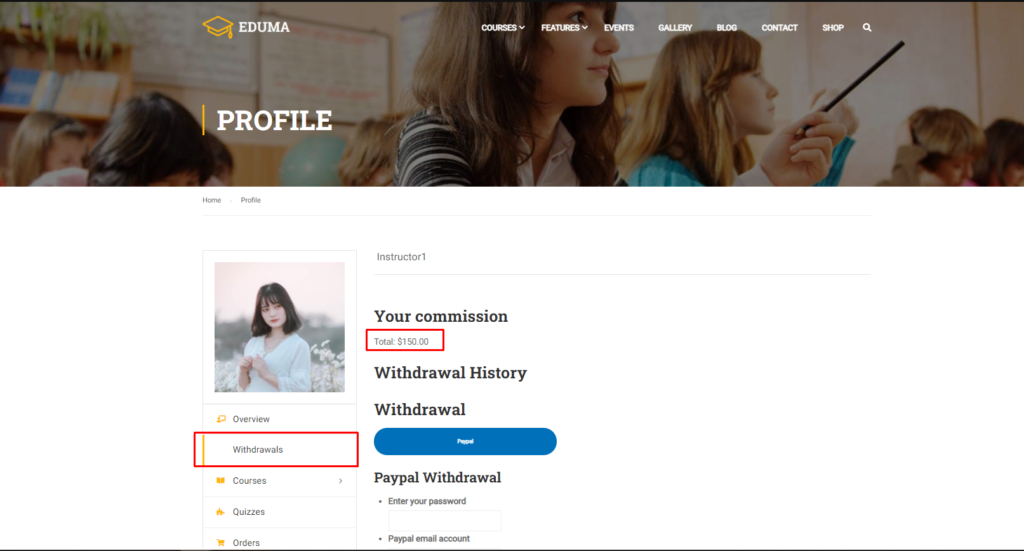 EDUMA
COURSES FEATURES EVENTS GALLERY BLOG CONTACT SHOP
PROFILE
Home Profile
Instructor1
Your commission
Total: $150.00
Withdrawal History
Withdrawal
Paypal
Paypal Withdrawal
Enter your password
Paypal email account
Overview
Withdrawals
Courses
Quizzes
Orders